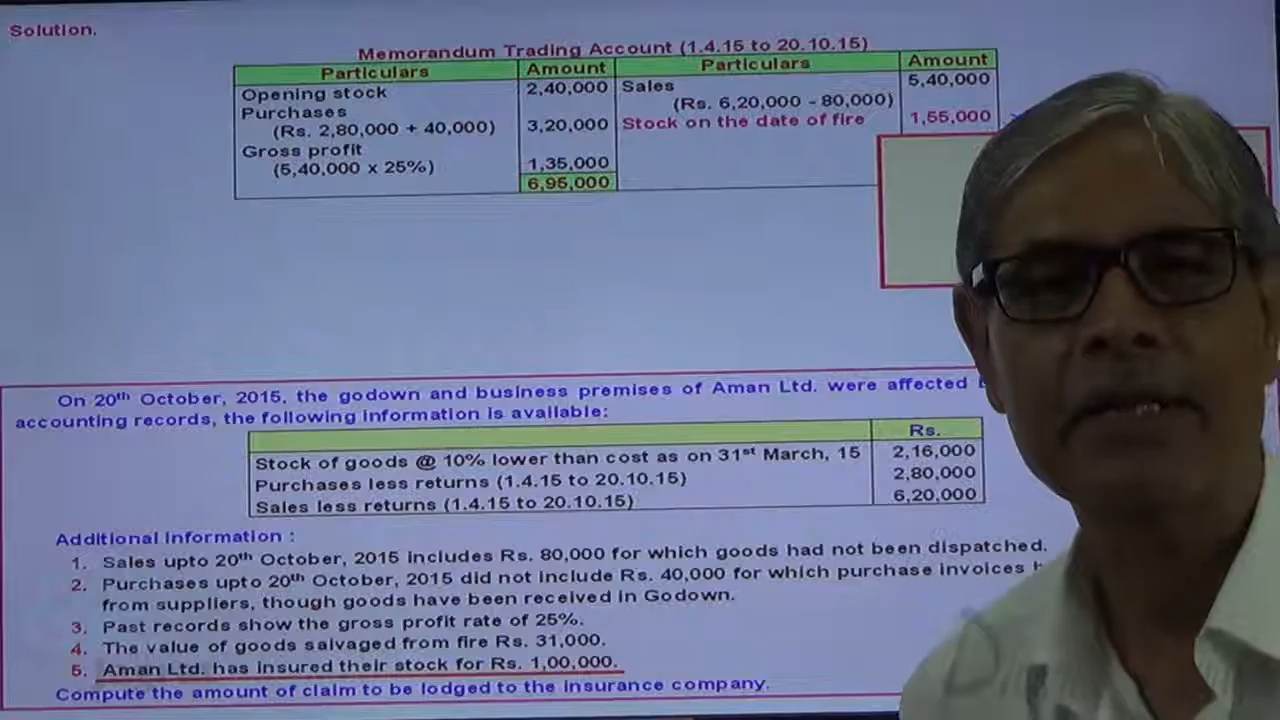 Solution.
Memorandum Trading Account (1.4.15 to 20.10.15)
Particulars Amount Particulars Amount
Opening stock 2,40,000 Sales 5,40,000
Purchases (Rs. 6,20,000 - 80,000)
(Rs. 2,80,000 + 40,000) 3,20,000 Stock on the date of fire 1,55,000
Gross profit
(5,40,000 x 25%) 1,35,000
6,95,000
On 20th October, 2015, the godown and business premises of Aman Ltd. were affected
accounting records, the following information is available:
Rs.
Stock of goods @ 10% lower than cost as on 31st March, 15 2,16,000
Purchases less returns (1.4.15 to 20.10.15) 2,80,000
Sales less returns (1.4.15 to 20.10.15) 6,20,000
Additional Information :
1. Sales upto 20th October, 2015 includes Rs. 80,000 for which goods had not been dispatched.
2. Purchases upto 20th October, 2015 did not include Rs. 40,000 for which purchase invoices
from suppliers, though goods have been received in Godown.
3. Past records show the gross profit rate of 25%.
4. The value of goods salvaged from fire Rs. 31,000.
5. Aman Ltd. has insured their stock for Rs. 1,00,000.
Compute the amount of claim to be lodged to the insurance company.